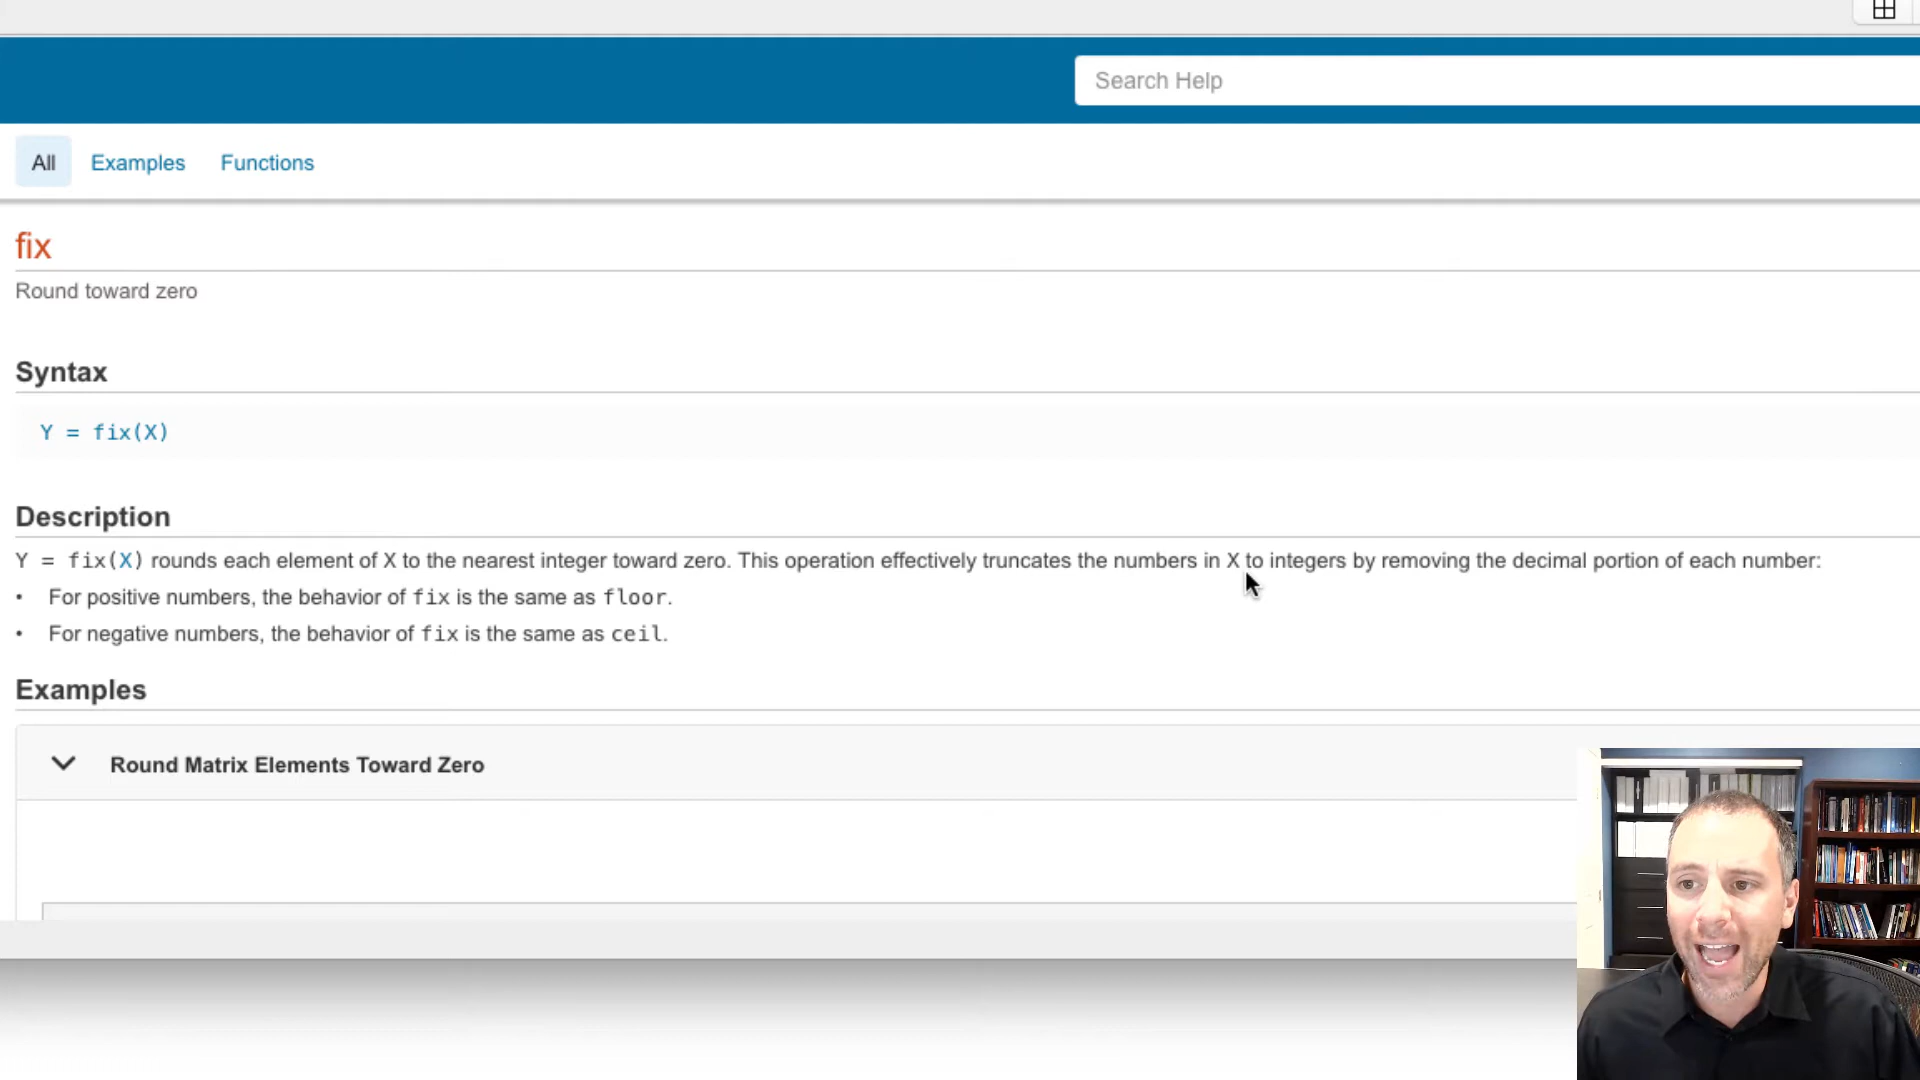 Search Help
All Examples Functions
fix
Round toward zero
Syntax
Y = fix(X)
Description
Y = fix(X) rounds each element of X to the nearest integer toward zero. This operation effectively truncates the numbers in X to integers by removing the decimal portion of each number:
• For positive numbers, the behavior of fix is the same as floor.
• For negative numbers, the behavior of fix is the same as ceil.
Examples
Round Matrix Elements Toward Zero